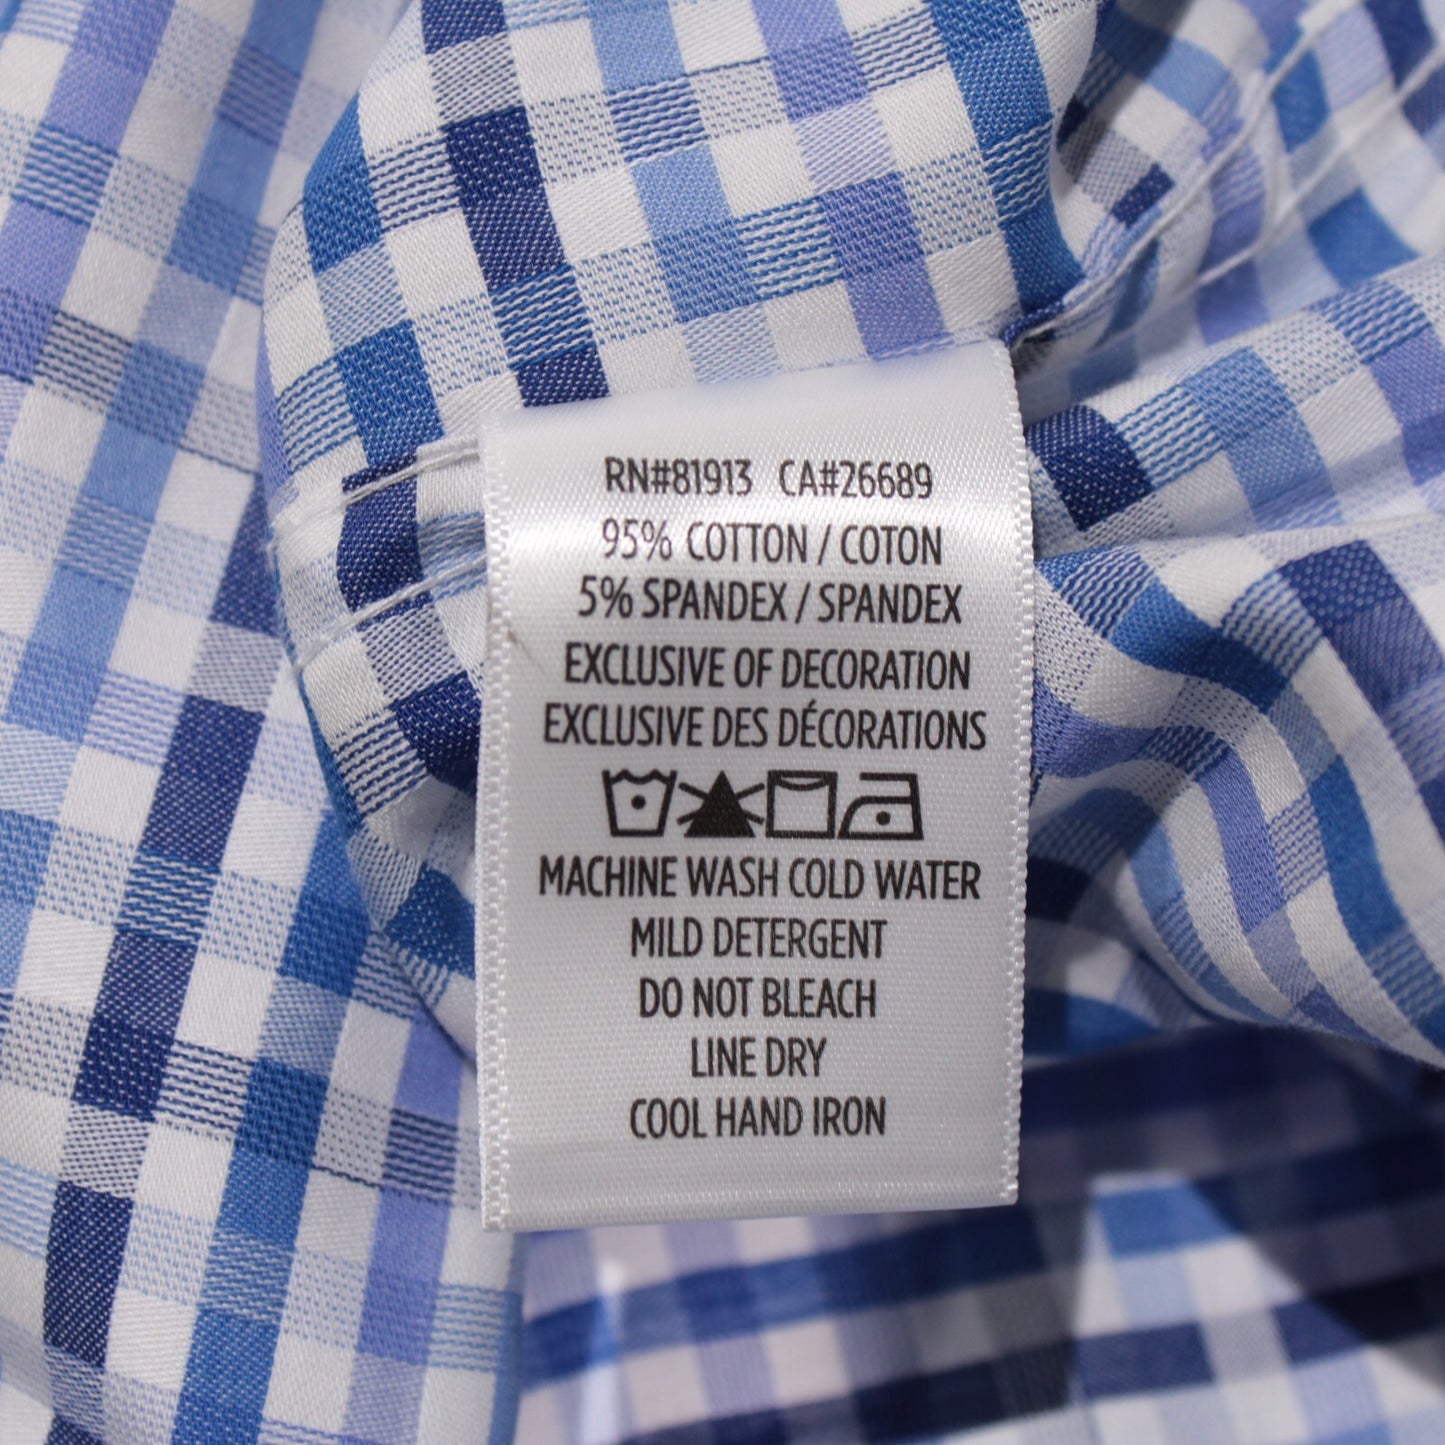 RN#81913 CA#26689
95% COTTON / COTON
5% SPANDEX / SPANDEX
EXCLUSIVE OF DECORATION
EXCLUSIVE DES DÉCORATIONS
MACHINE WASH COLD WATER
MILD DETERGENT
DO NOT BLEACH
LINE DRY
COOL HAND IRON